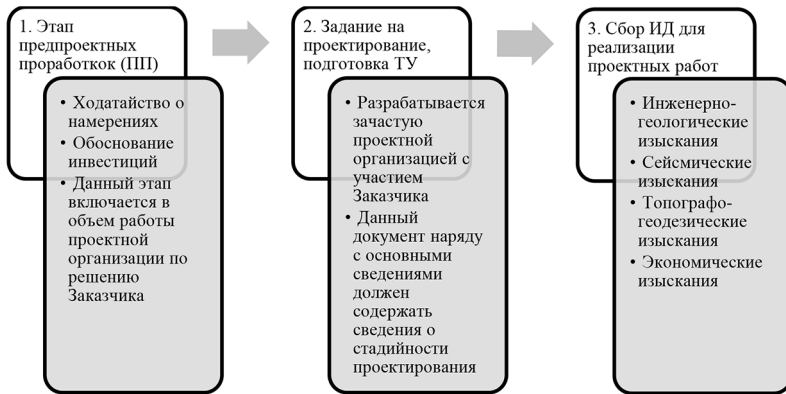 1. Этап
предпроектных
проработкок (ПП)
• Ходатайство о
намерениях
• Обоснование
инвестиций
• Данный этап
включается в
объем работы
проектной
организации по
решению
Заказчика
2. Задание на
проектирование,
подготовка ТУ
• Разрабатывается
зачастую
проектной
организацией с
участием
Заказчика
• Данный
документ наряду
с основными
сведениями
должен
содержать
сведения о
стадийности
проектирования
3. Сбор ИД для
реализации
проектных работ
• Инженерно-
геологические
изыскания
• Сейсмические
изыскания
• Топографо-
геодезические
изыскания
• Экономические
изыскания